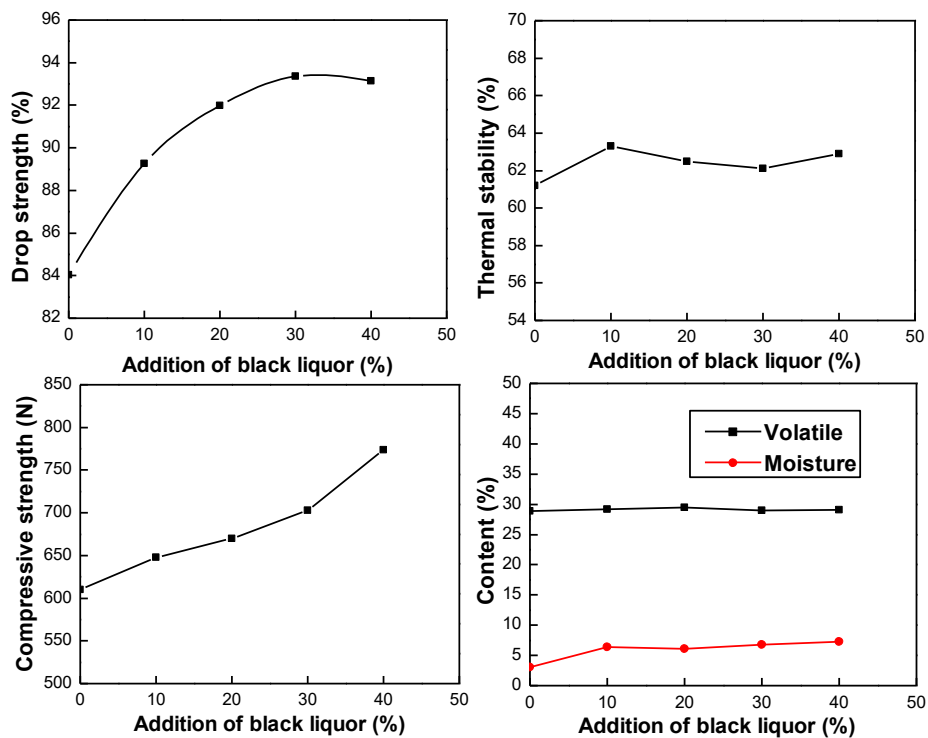 Drop strength (%)
96
94
92
90
88
86
84
82
0 10 20 30 40 50
Addition of black liquor (%)
Thermal stability (%)
70
68
66
64
62
60
58
56
54
0 10 20 30 40 50
Addition of black liquor (%)
Compressive strength (N)
850
800
750
700
650
600
550
500
0 10 20 30 40 50
Addition of black liquor (%)
Content (%)
50
45
40
35
30
25
20
15
10
5
0
Volatile
Moisture
0 10 20 30 40 50
Addition of black liquor (%)